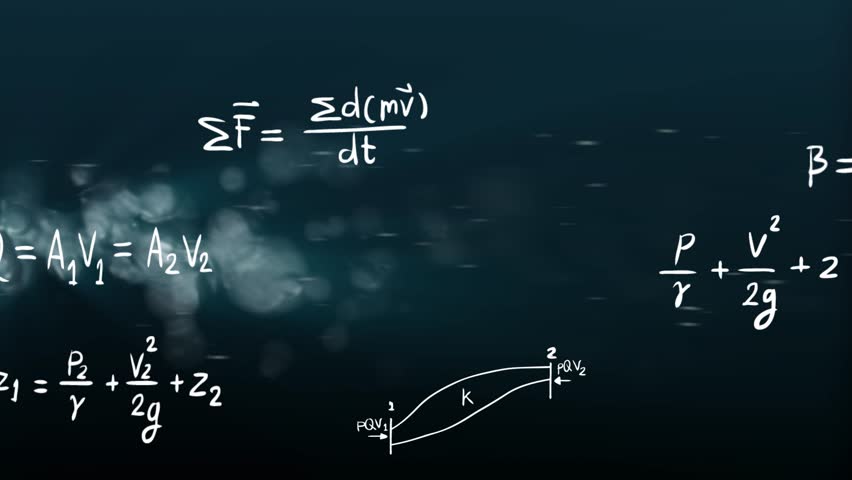 ΣF⃗ = Σd(mv⃗)/dt
β =
Q = A₁V₁ = A₂V₂
P/γ + V²/2g + z
z₁ = P₂/γ + V₂²/2g + z₂
2
ρQV₂
K
1
ρQV₁